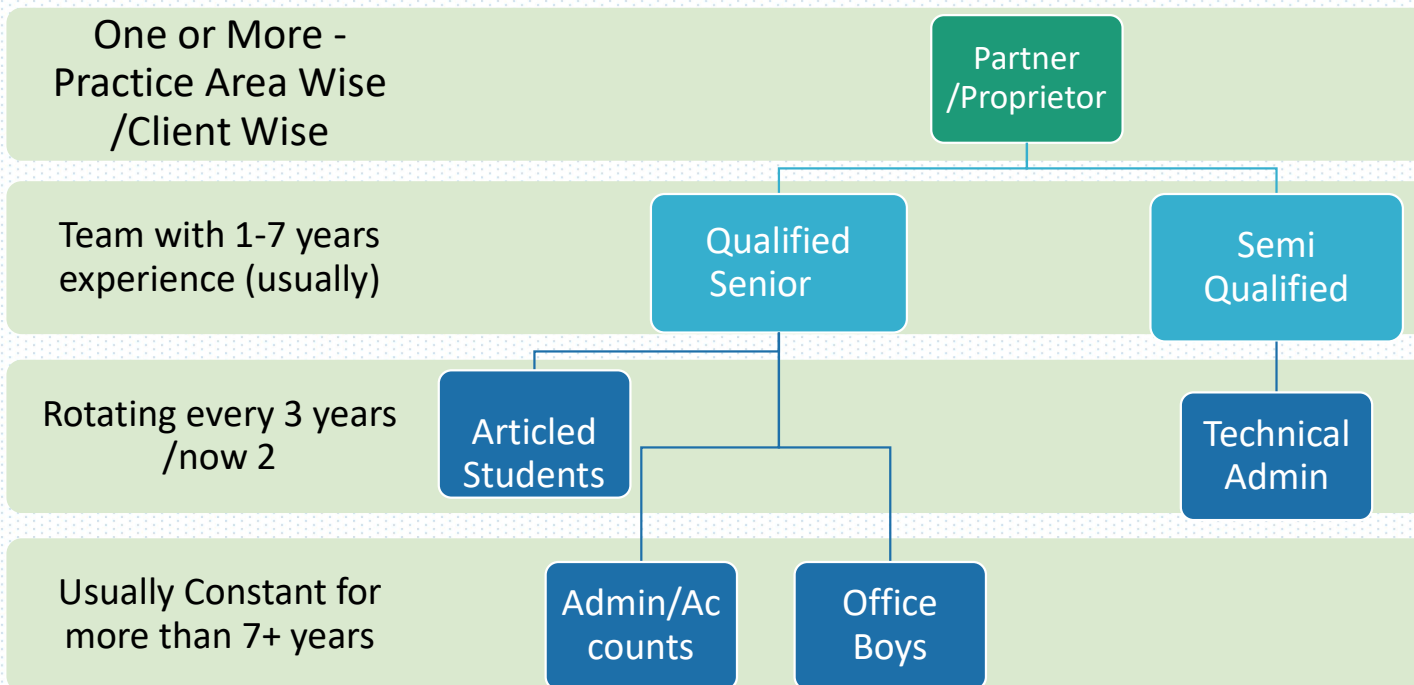 One or More -
Practice Area Wise
/Client Wise
Partner
/Proprietor
Team with 1-7 years
experience (usually)
Qualified
Senior
Semi
Qualified
Rotating every 3 years
/now 2
Articled
Students
Technical
Admin
Usually Constant for
more than 7+ years
Admin/Ac
counts
Office
Boys